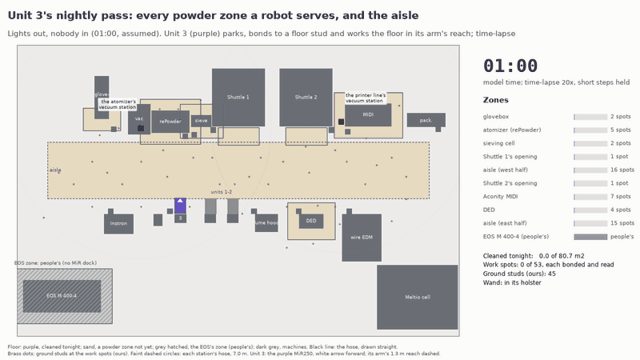 Unit 3's nightly pass: every powder zone a robot serves, and the aisle
Lights out, nobody in (01:00, assumed). Unit 3 (purple) parks, bonds to a floor stud and works the floor in its arm's reach; time-lapse
01:00
model time; time-lapse 20x, short steps held
Zones
glovebox 2 spots
atomizer (rePowder) 5 spots
sieving cell 2 spots
Shuttle 1's opening 1 spot
aisle (west half) 16 spots
Shuttle 2's opening 1 spot
Aconity MIDI 7 spots
DED 4 spots
aisle (east half) 15 spots
EOS M 400-4 (people's) people's
Cleaned tonight: 0.0 of 80.7 m2
Work spots: 0 of 53, each bonded and read
Ground studs (ours): 45
Wand: in its holster
the atomizer's
vacuum station
vac
rePowder
sieve
Shuttle 1
Shuttle 2
the printer line's
vacuum station
MIDI
pack
aisle
units 1-2
3
Instron
DED
wire EDM
EOS zone: people's (no MiR dock)
EOS M 400-4
Meltio cell
Floor: purple, cleaned tonight; sand, a powder zone not yet; grey hatched, the EOS's zone (people's); dark grey, machines. Black line: the hose, drawn straight.
Brass dots: ground studs at the work spots (ours). Faint dashed circles: each station's hose, 7.0 m. Unit 3: the purple MiR250, white arrow forward, its arm's 1.3 m reach dashed.